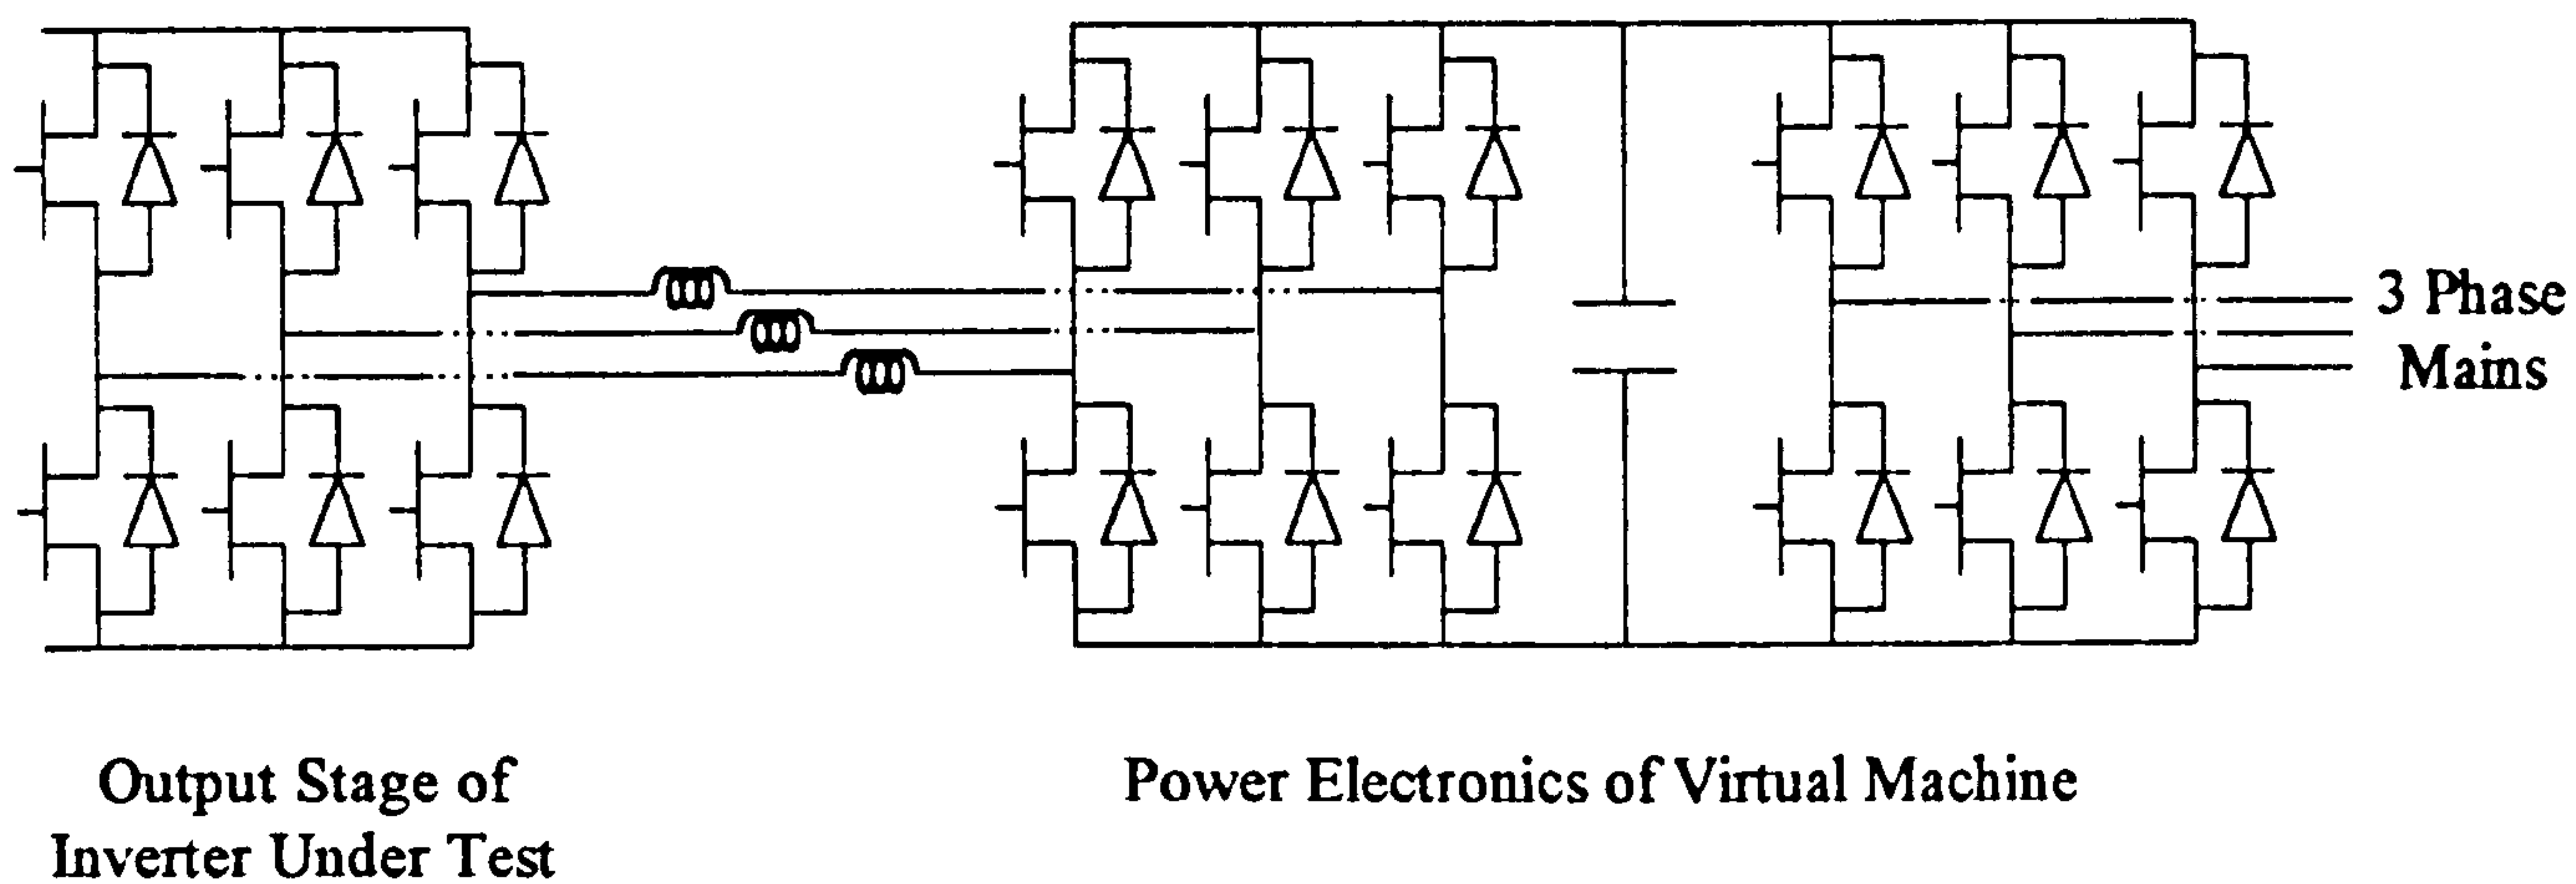 3 Phase
Mains
Output Stage of
Inverter Under Test
Power Electronics of Virtual Machine